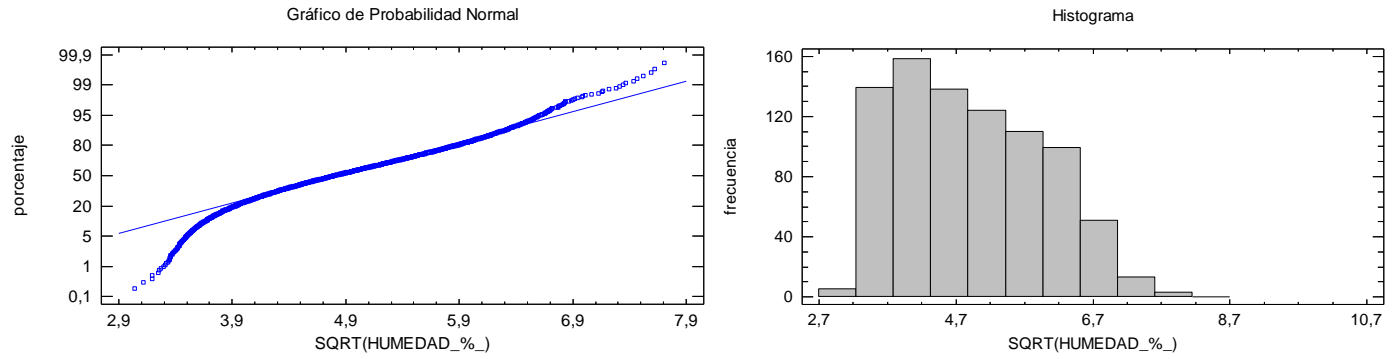 Gráfico de Probabilidad Normal
porcentaje
99,9
99
95
80
50
20
5
1
0,1
2,9 3,9 4,9 5,9 6,9 7,9
SQRT(HUMEDAD_%_)
Histograma
frecuencia
160
120
80
40
0
2,7 4,7 6,7 8,7 10,7
SQRT(HUMEDAD_%_)